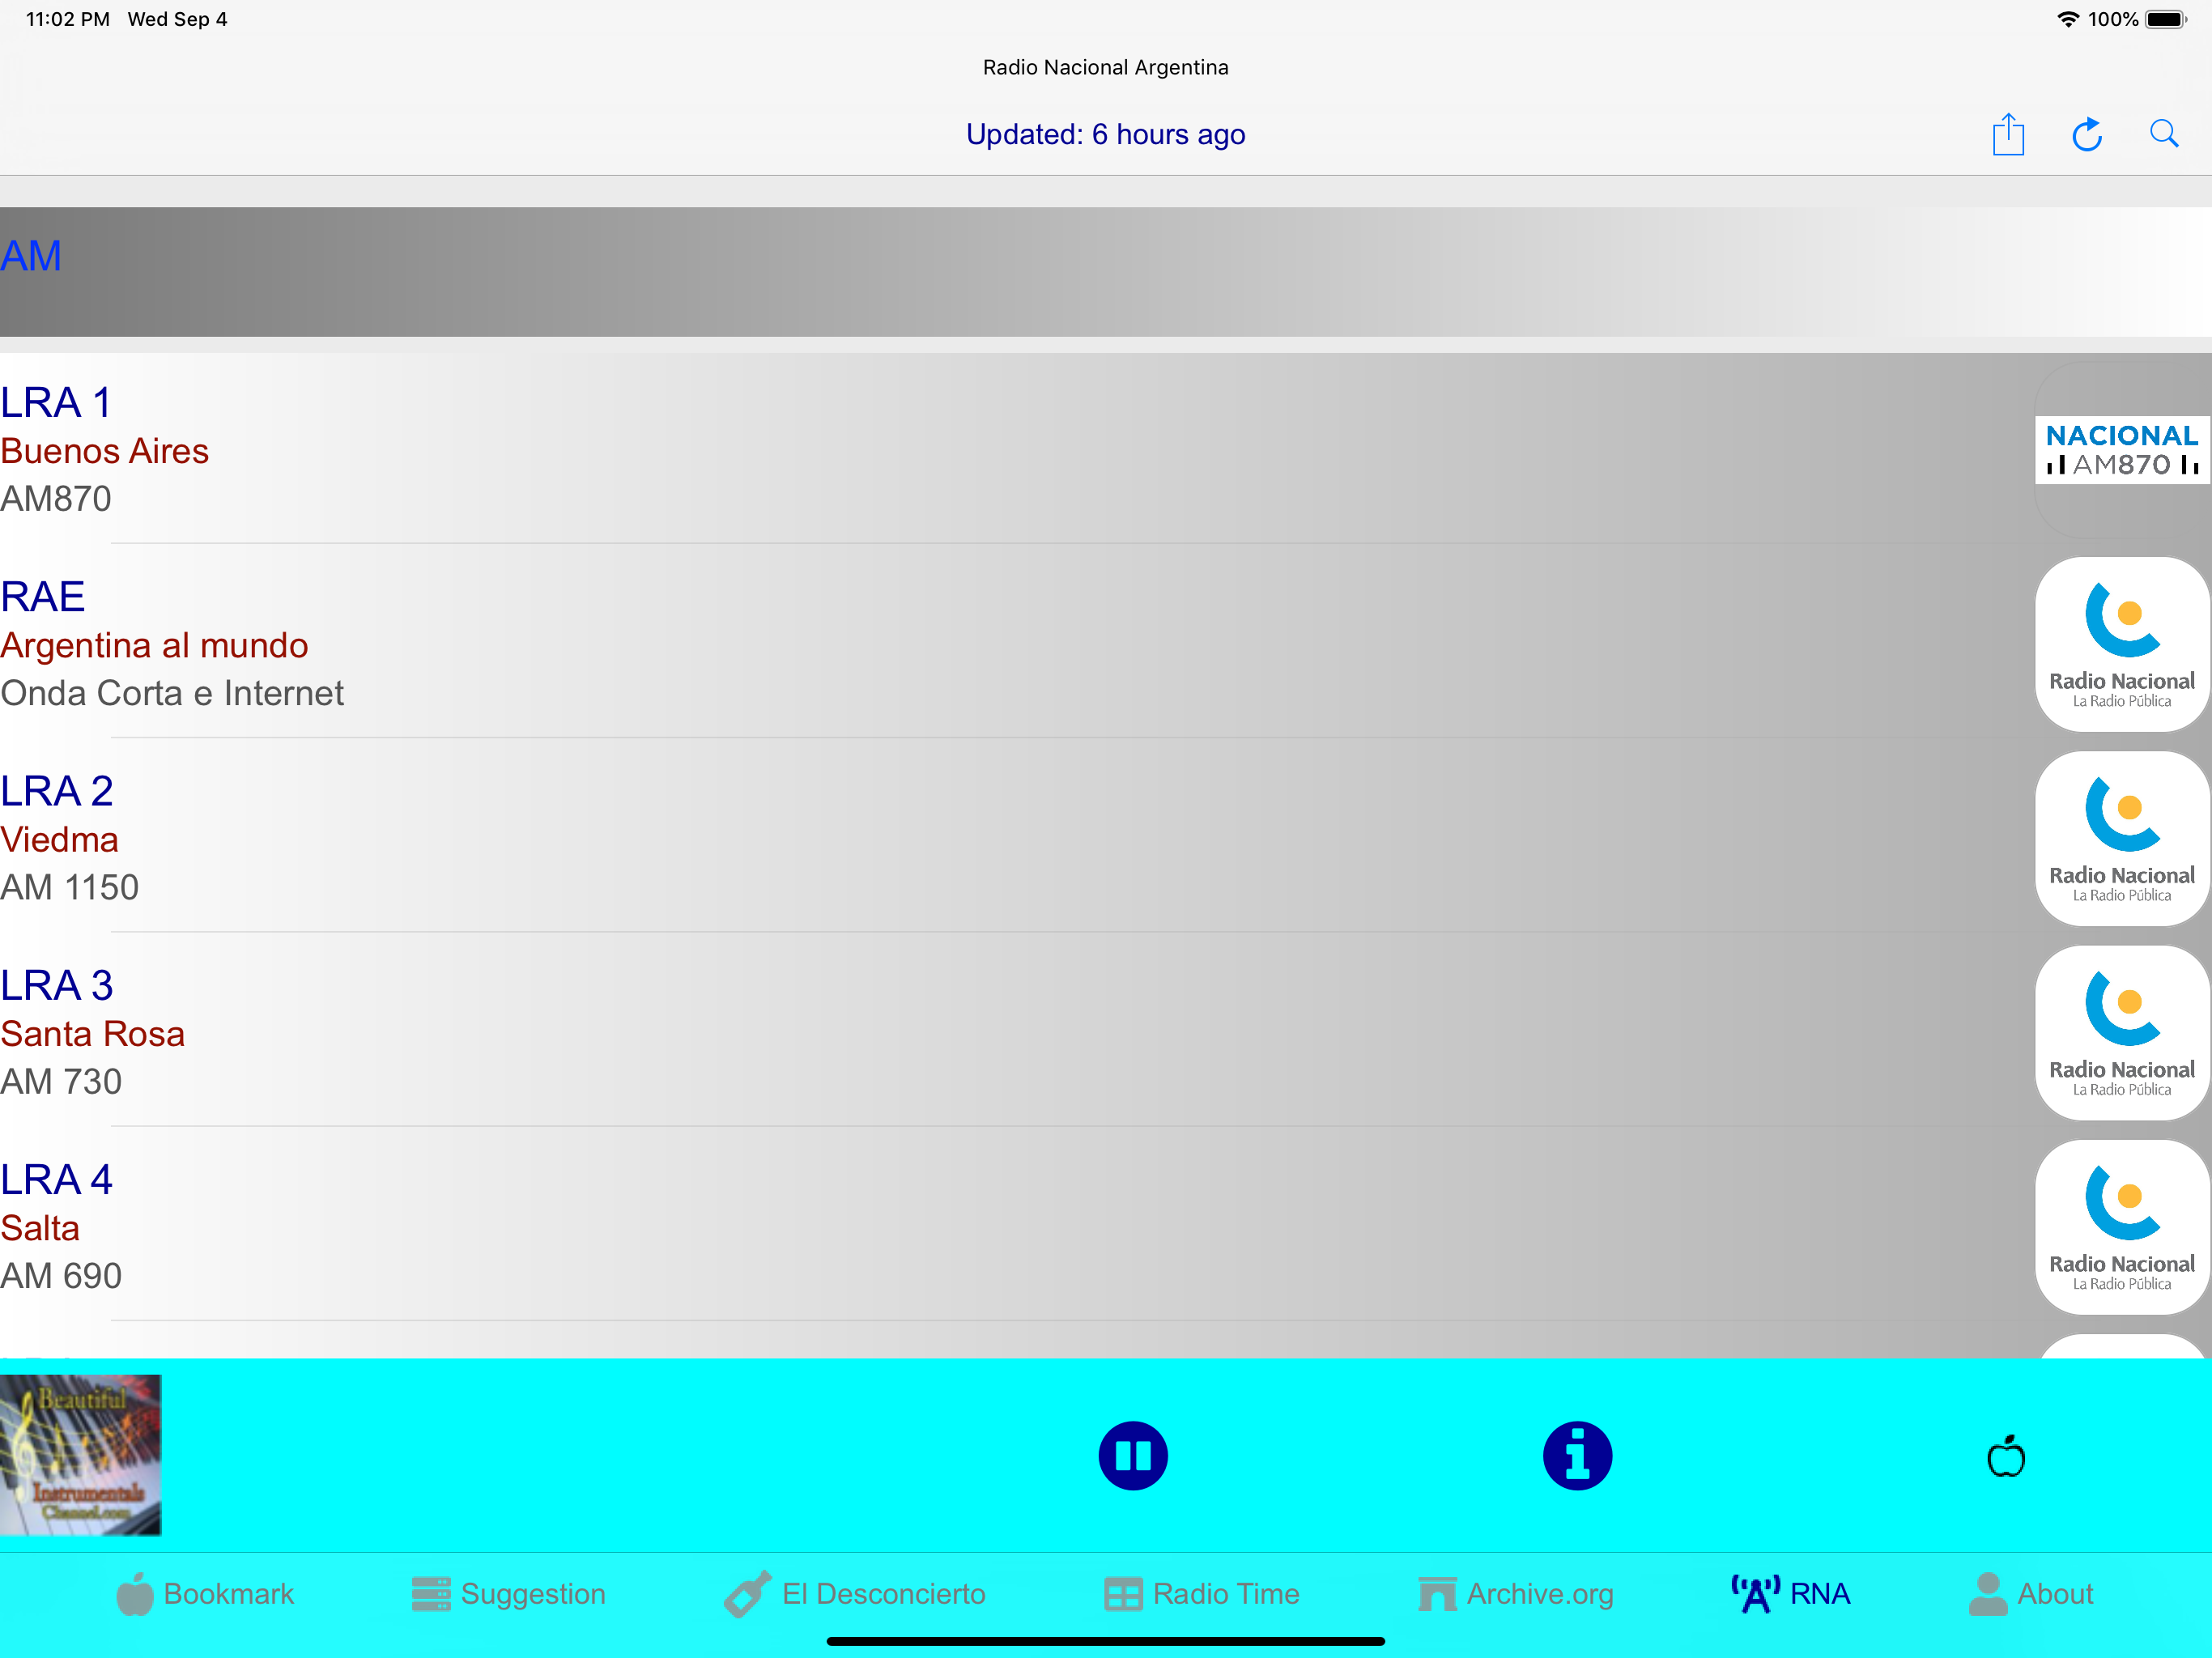 11:02 PM Wed Sep 4
100%
Radio Nacional Argentina
Updated: 6 hours ago
AM
LRA 1
Buenos Aires
AM870
NACIONAL
AM870
RAE
Argentina al mundo
Onda Corta e Internet
Radio Nacional
La Radio Pública
LRA 2
Viedma
AM 1150
Radio Nacional
La Radio Pública
LRA 3
Santa Rosa
AM 730
Radio Nacional
La Radio Pública
LRA 4
Salta
AM 690
Radio Nacional
La Radio Pública
Beautiful
Instrumentals
Channel.com
Bookmark
Suggestion
El Desconcierto
Radio Time
Archive.org
RNA
About